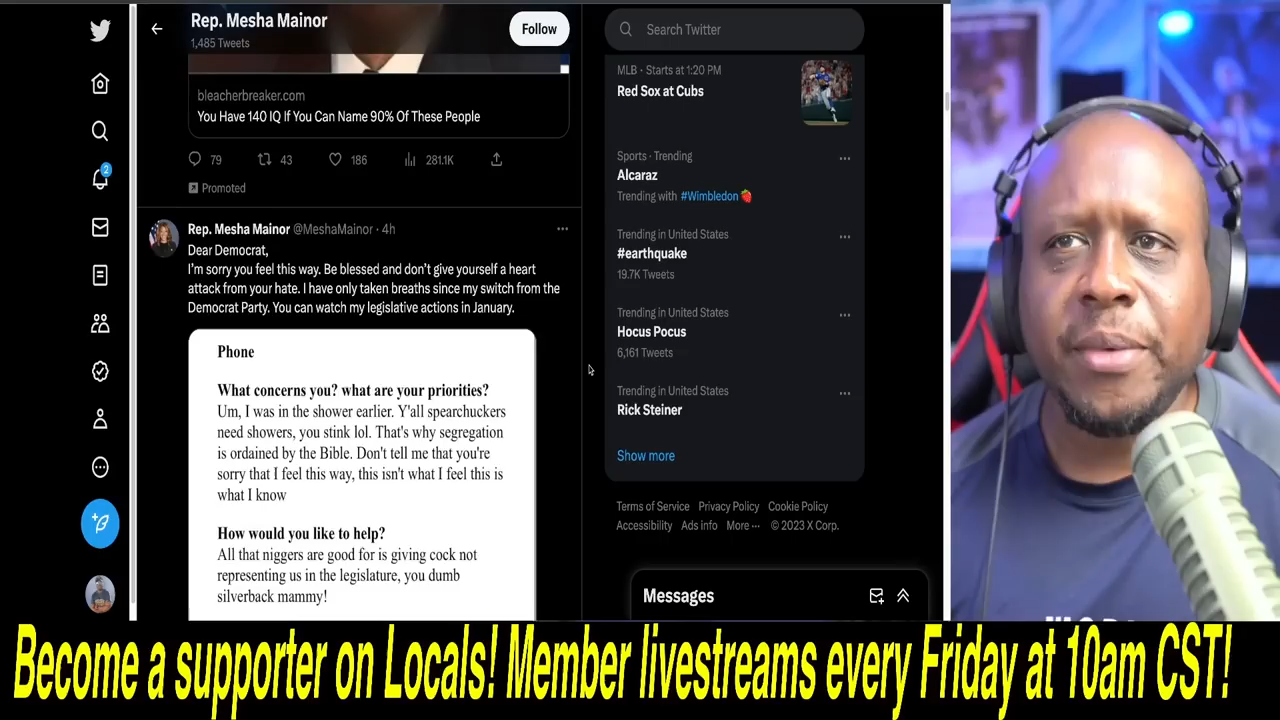 Rep. Mesha Mainor
1,485 Tweets
Follow
bleacherbreaker.com
You Have 140 IQ If You Can Name 90% Of These People
79 43 186 281.1K
Promoted
Rep. Mesha Mainor @MeshaMainor · 4h
Dear Democrat,
I'm sorry you feel this way. Be blessed and don't give yourself a heart
attack from your hate. I have only taken breaths since my switch from the
Democrat Party. You can watch my legislative actions in January.
Phone
What concerns you? what are your priorities?
Um, I was in the shower earlier. Y'all spearchuckers
need showers, you stink lol. That's why segregation
is ordained by the Bible. Don't tell me that you're
sorry that I feel this way, this isn't what I feel this is
what I know
How would you like to help?
All that niggers are good for is giving cock not
representing us in the legislature, you dumb
silverback mammy!
2
Search Twitter
MLB · Starts at 1:20 PM
Red Sox at Cubs
Sports · Trending
Alcaraz
Trending with #Wimbledon
Trending in United States
#earthquake
19.7K Tweets
Trending in United States
Hocus Pocus
6,161 Tweets
Trending in United States
Rick Steiner
Show more
Terms of Service Privacy Policy Cookie Policy
Accessibility Ads info More ··· © 2023 X Corp.
Messages
Become a supporter on Locals! Member livestreams every Friday at 10am CST!